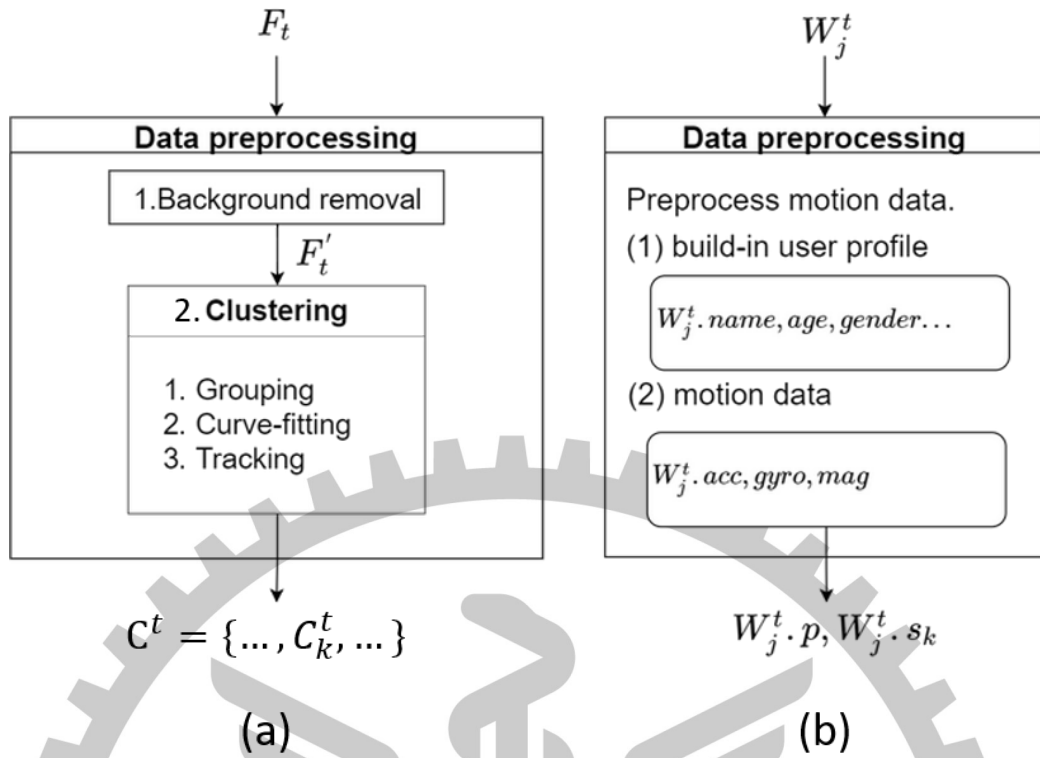 F_t
Data preprocessing
1.Background removal
F_t'
2. Clustering
1. Grouping
2. Curve-fitting
3. Tracking
C^t = {…, C_k^t, …}
(a)
W_j^t
Data preprocessing
Preprocess motion data.
(1) build-in user profile
W_j^t. name, age, gender…
(2) motion data
W_j^t. acc, gyro, mag
W_j^t. p, W_j^t. s_k
(b)